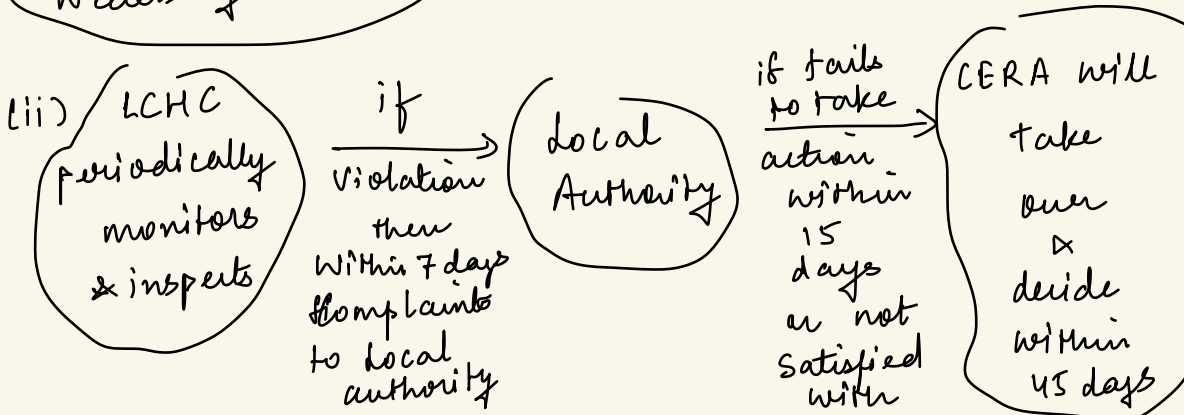 (ii) LCHC
periodically
monitors
& inspects
if
violation
then
within 7 days
complaints
to Local
authority
Local
Authority
if fails
to take
action
within
15
days
or not
satisfied
with
CERA will
take
over
&
decide
within
45 days